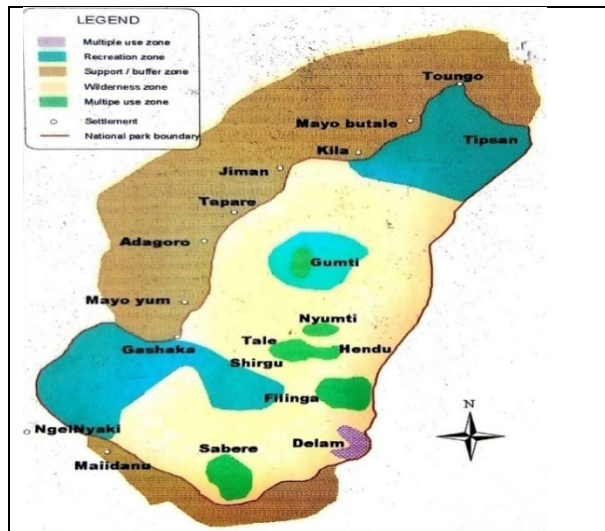 LEGEND
Multiple use zone
Recreation zone
Support / buffer zone
Wilderness zone
Multipe use zone
Settlement
National park boundary
Toungo
Mayo butale
Tipsan
Kila
Jiman
Tapare
Adagoro
Gumti
Mayo yum
Nyumti
Tale
Hendu
Gashaka
Shirgu
Filinga
N
NgelNyaki
Delam
Sabere
Maiidanu